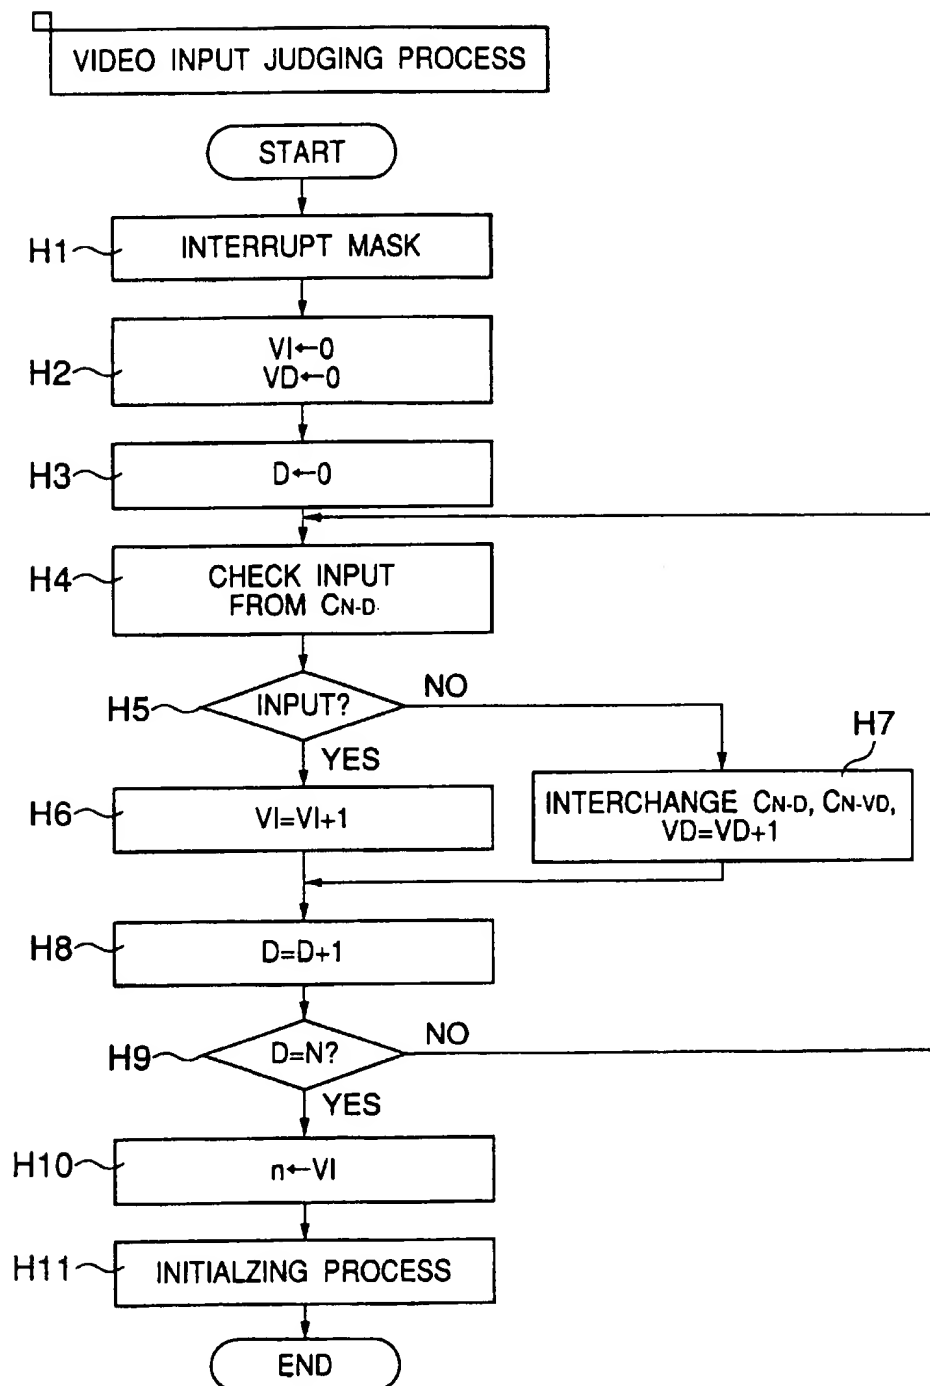 VIDEO INPUT JUDGING PROCESS
START
H1
INTERRUPT MASK
H2
VI←0
VD←0
H3
D←0
H4
CHECK INPUT
FROM CN-D
H5
INPUT?
NO
YES
H6
VI=VI+1
H7
INTERCHANGE CN-D, CN-VD,
VD=VD+1
H8
D=D+1
H9
D=N?
NO
YES
H10
n←VI
H11
INITIALZING PROCESS
END